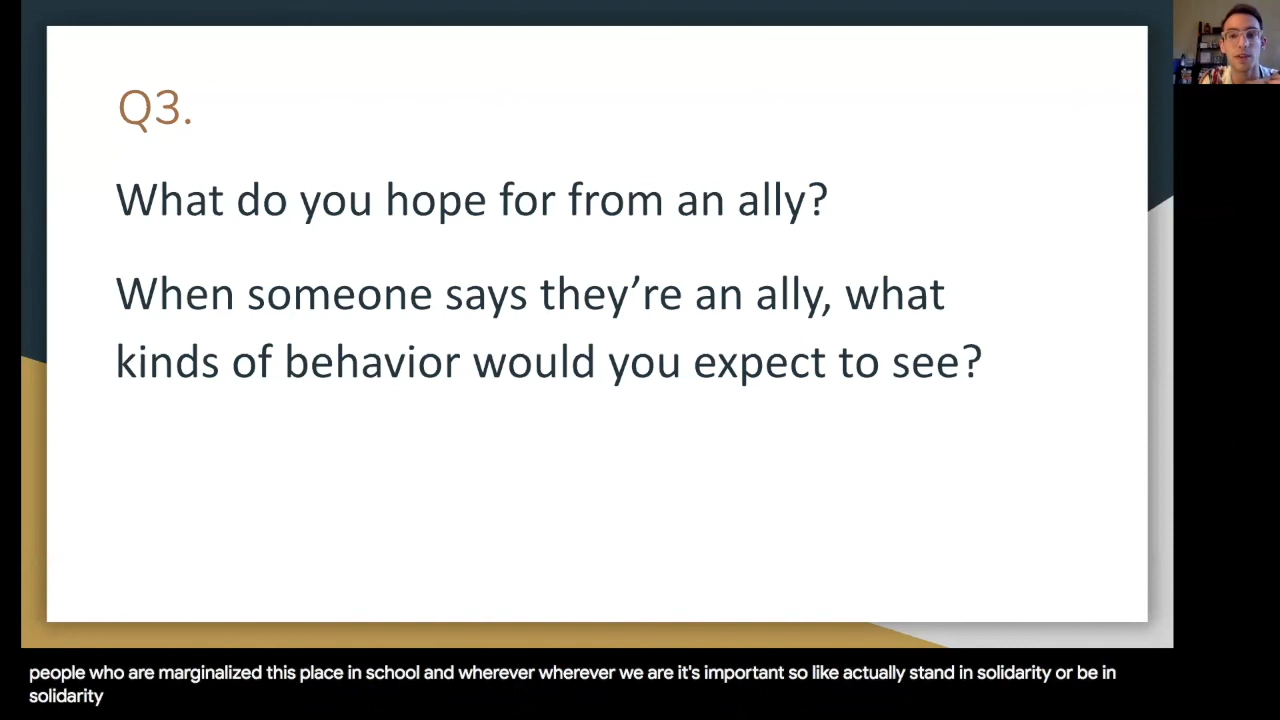 Q3.
What do you hope for from an ally?
When someone says they’re an ally, what
kinds of behavior would you expect to see?
people who are marginalized this place in school and wherever wherever we are it's important so like actually stand in solidarity or be in
solidarity